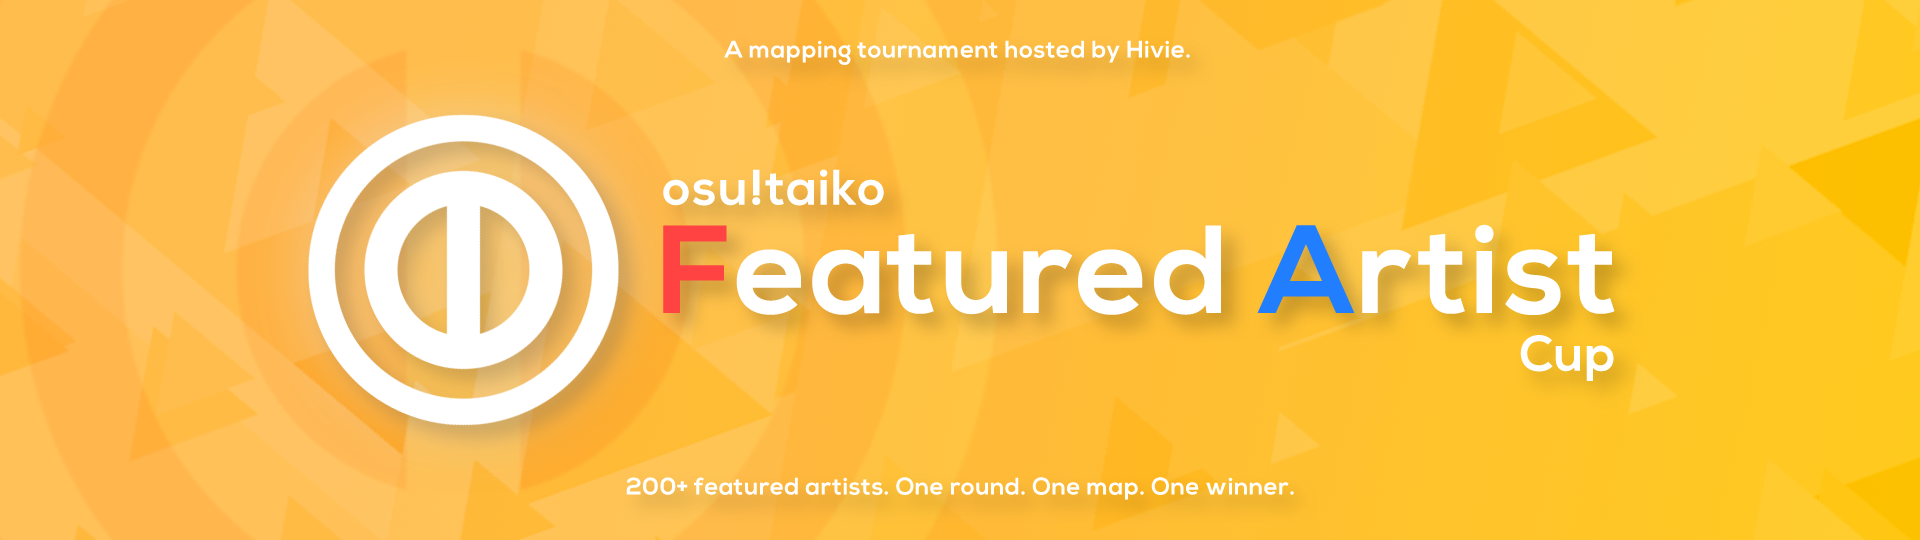 A mapping tournament hosted by Hivie.
osu!taiko
Featured Artist
Cup
200+ featured artists. One round. One map. One winner.